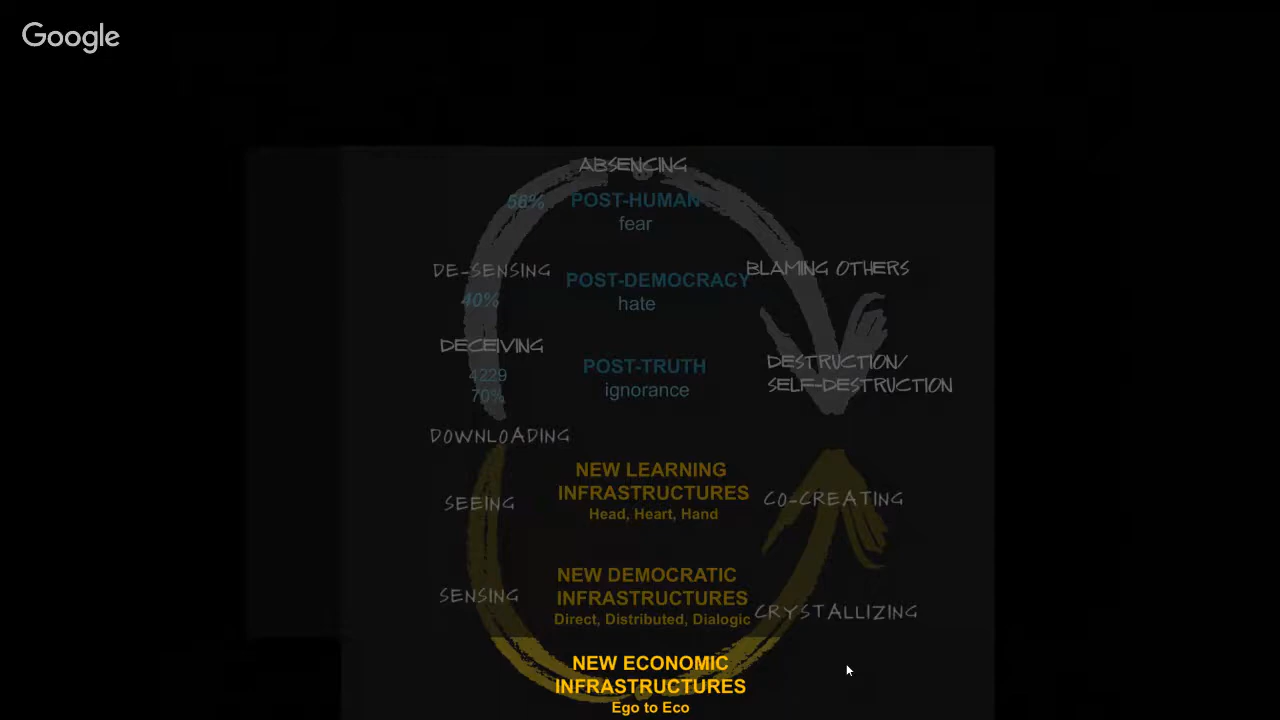 Google
ABSENCING
56%
POST-HUMAN
fear
DE-SENSING
BLAMING OTHERS
POST-DEMOCRACY
40%
hate
DECEIVING
POST-TRUTH
DESTRUCTION/
SELF-DESTRUCTION
4229
ignorance
70%
DOWNLOADING
NEW LEARNING
INFRASTRUCTURES
Head, Heart, Hand
SEEING
CO-CREATING
NEW DEMOCRATIC
INFRASTRUCTURES
Direct, Distributed, Dialogic
SENSING
CRYSTALLIZING
NEW ECONOMIC
INFRASTRUCTURES
Ego to Eco